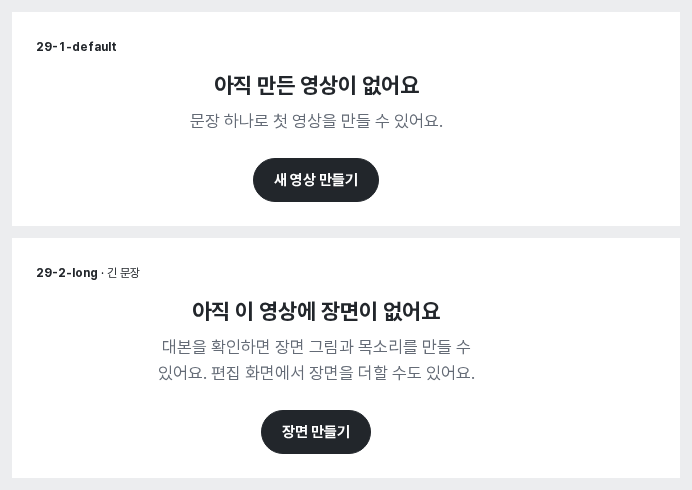 29-1-default
아직 만든 영상이 없어요
문장 하나로 첫 영상을 만들 수 있어요.
새 영상 만들기
29-2-long · 긴 문장
아직 이 영상에 장면이 없어요
대본을 확인하면 장면 그림과 목소리를 만들 수
있어요. 편집 화면에서 장면을 더할 수도 있어요.
장면 만들기